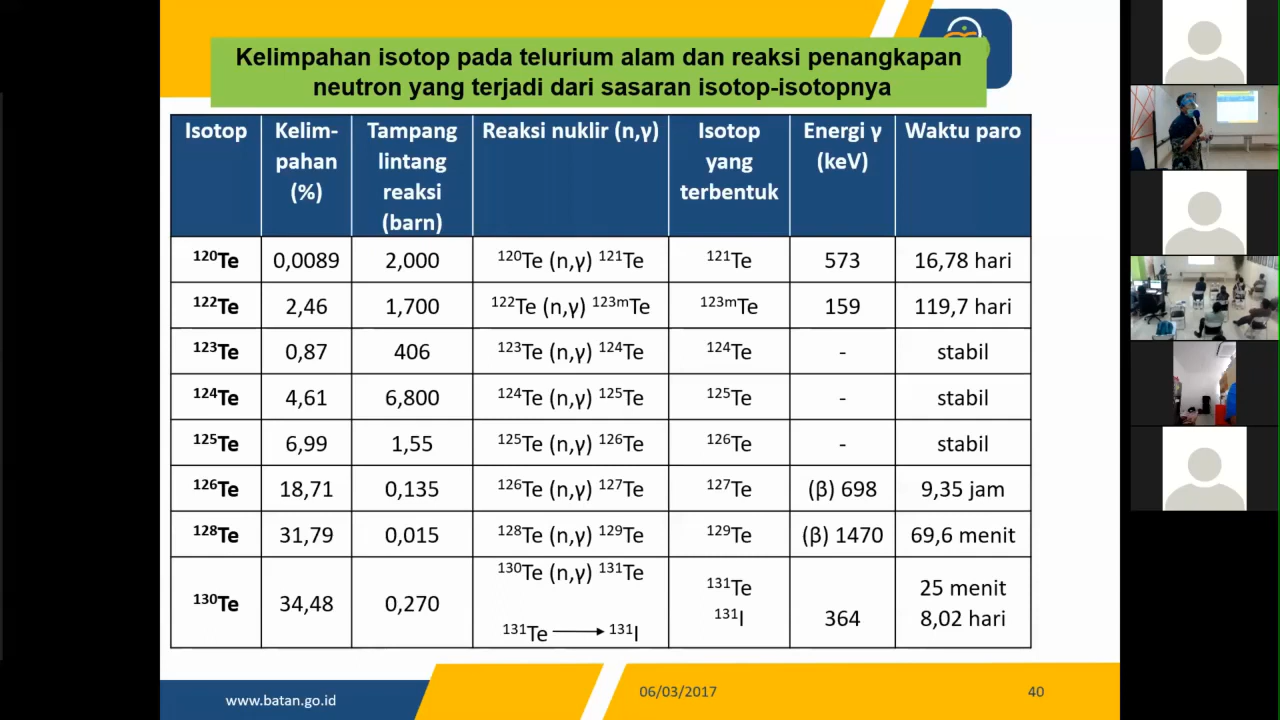 Kelimpahan isotop pada telurium alam dan reaksi penangkapan
neutron yang terjadi dari sasaran isotop-isotopnya
Isotop Kelim-pahan (%) Tampang lintang reaksi (barn) Reaksi nuklir (n,γ) Isotop yang terbentuk Energi γ (keV) Waktu paro
¹²⁰Te 0,0089 2,000 ¹²⁰Te (n,γ) ¹²¹Te ¹²¹Te 573 16,78 hari
¹²²Te 2,46 1,700 ¹²²Te (n,γ) ¹²³ᵐTe ¹²³ᵐTe 159 119,7 hari
¹²³Te 0,87 406 ¹²³Te (n,γ) ¹²⁴Te ¹²⁴Te - stabil
¹²⁴Te 4,61 6,800 ¹²⁴Te (n,γ) ¹²⁵Te ¹²⁵Te - stabil
¹²⁵Te 6,99 1,55 ¹²⁵Te (n,γ) ¹²⁶Te ¹²⁶Te - stabil
¹²⁶Te 18,71 0,135 ¹²⁶Te (n,γ) ¹²⁷Te ¹²⁷Te (β) 698 9,35 jam
¹²⁸Te 31,79 0,015 ¹²⁸Te (n,γ) ¹²⁹Te ¹²⁹Te (β) 1470 69,6 menit
¹³⁰Te 34,48 0,270 ¹³⁰Te (n,γ) ¹³¹Te ¹³¹Te 25 menit
¹³¹Te → ¹³¹I ¹³¹I 364 8,02 hari
www.batan.go.id 06/03/2017 40